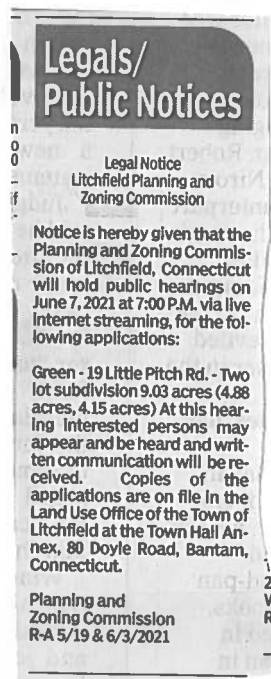 Legals/
Public Notices
Legal Notice
Litchfield Planning and
Zoning Commission
Notice is hereby given that the
Planning and Zoning Commis-
sion of Litchfield, Connecticut
will hold public hearings on
June 7, 2021 at 7:00 P.M. via live
internet streaming, for the fol-
lowing applications:
Green - 19 Little Pitch Rd. - Two
lot subdivision 9.03 acres (4.88
acres, 4.15 acres) At this hear-
ing interested persons may
appear and be heard and writ-
ten communication will be re-
ceived. Copies of the
applications are on file in the
Land Use Office of the Town of
Litchfield at the Town Hall An-
nex, 80 Doyle Road, Bantam,
Connecticut.
Planning and
Zoning Commission
R-A 5/19 & 6/3/2021